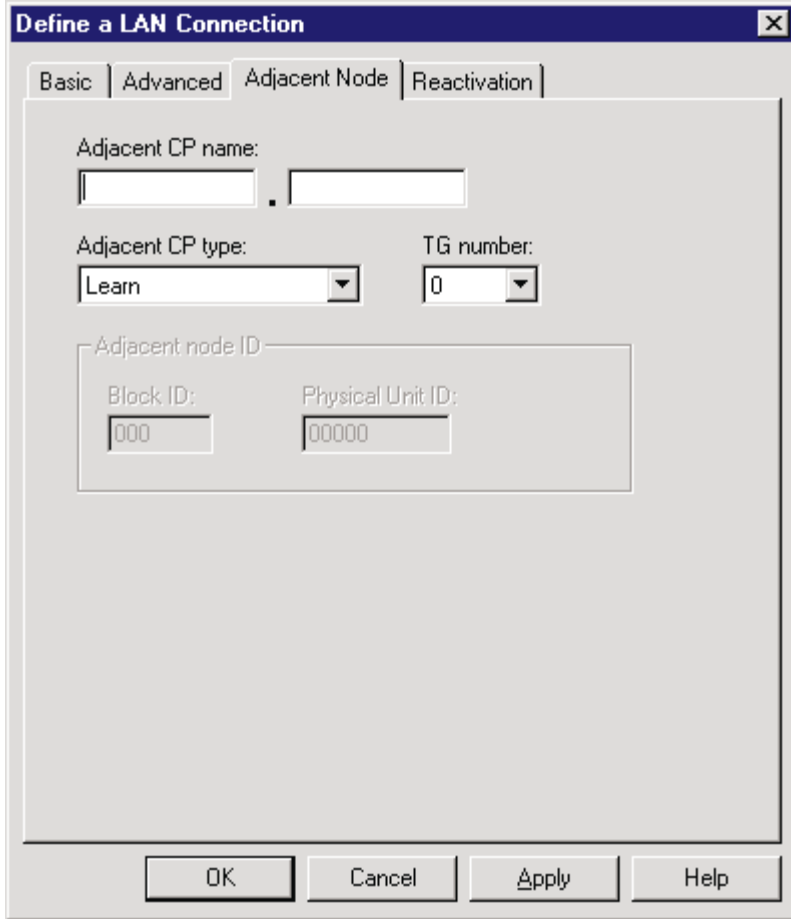 Define a LAN Connection
Basic Advanced Adjacent Node Reactivation
Adjacent CP name:
.
Adjacent CP type: TG number:
Learn 0
Adjacent node ID
Block ID: Physical Unit ID:
000 00000
OK Cancel Apply Help